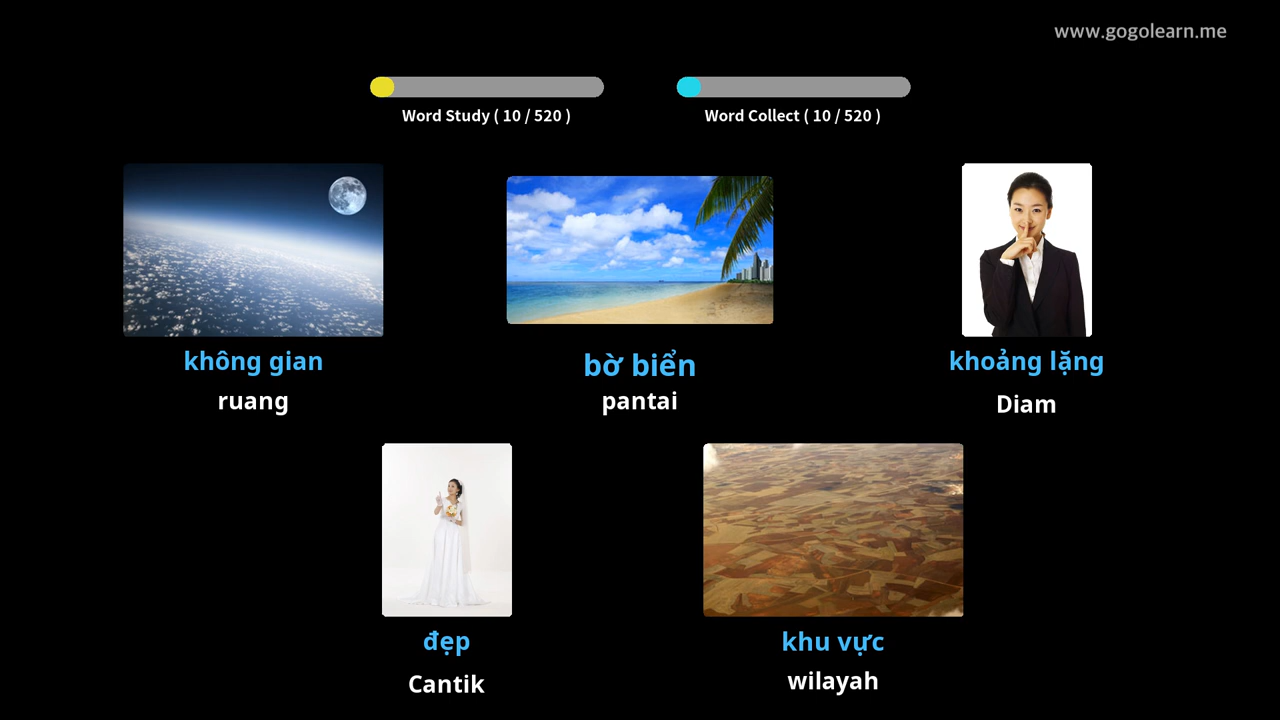 www.gogolearn.me
Word Study ( 10 / 520 )
Word Collect ( 10 / 520 )
không gian
ruang
bờ biển
pantai
khoảng lặng
Diam
đẹp
Cantik
khu vực
wilayah